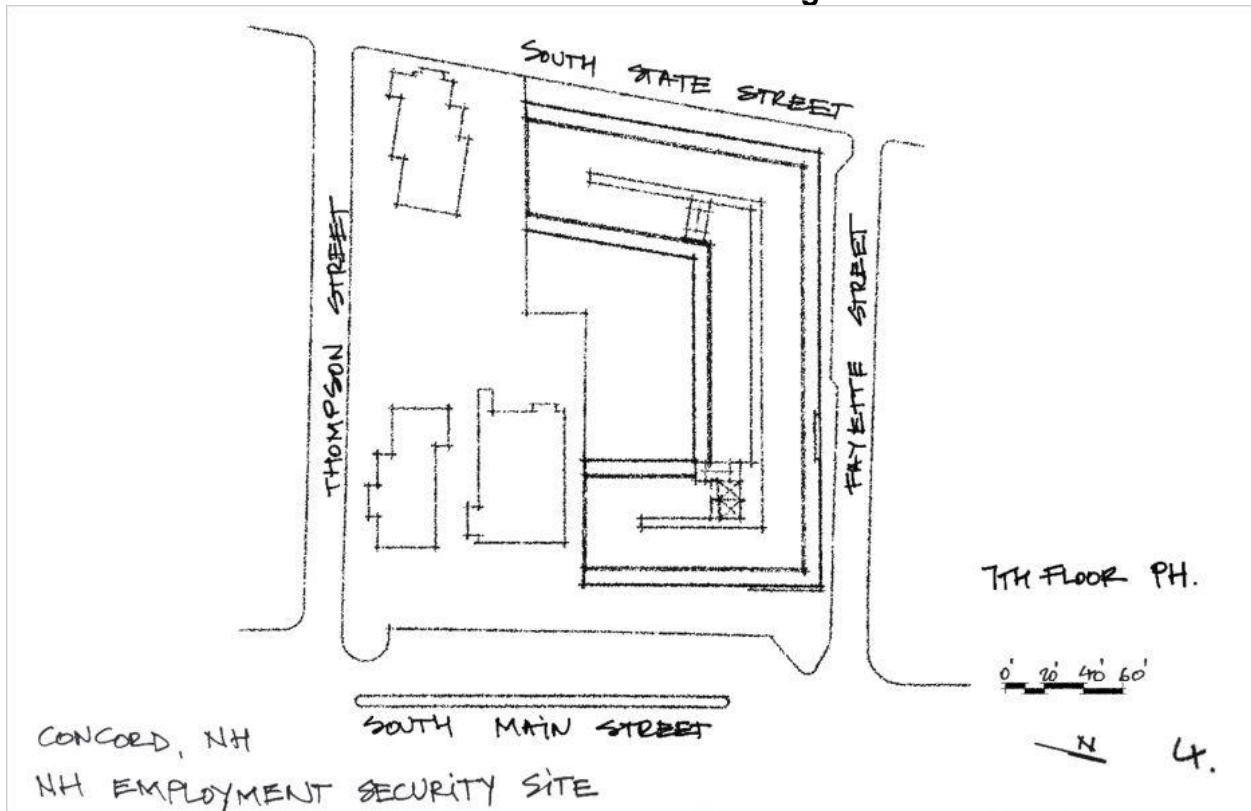 g
SOUTH STATE STREET
THOMPSON STREET
FAYETTE STREET
7TH FLOOR PH.
0' 20' 40' 60'
SOUTH MAIN STREET
N 4.
CONCORD, NH
NH EMPLOYMENT SECURITY SITE